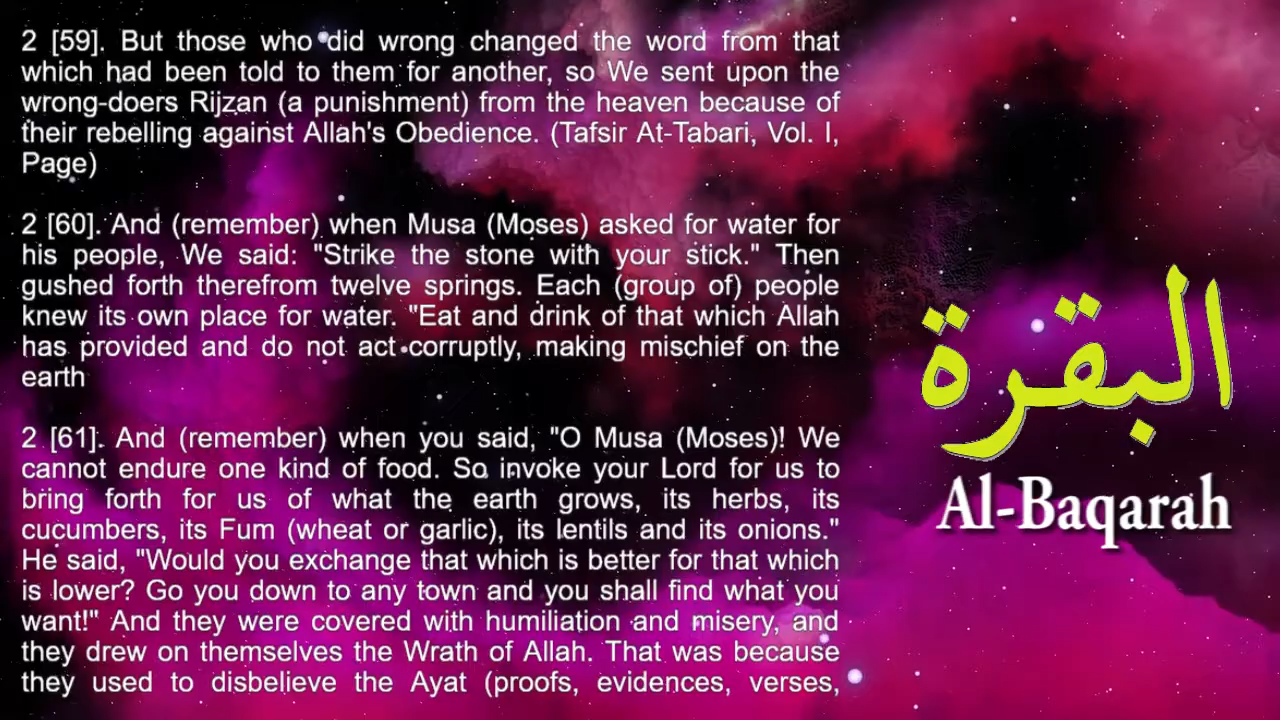 2 [59]. But those who did wrong changed the word from that
which had been told to them for another, so We sent upon the
wrong-doers Rijzan (a punishment) from the heaven because of
their rebelling against Allah's Obedience. (Tafsir At-Tabari, Vol. I,
Page)
2 [60]. And (remember) when Musa (Moses) asked for water for
his people, We said: "Strike the stone with your stick." Then
gushed forth therefrom twelve springs. Each (group of) people
knew its own place for water. "Eat and drink of that which Allah
has provided and do not act corruptly, making mischief on the
earth
2 [61]. And (remember) when you said, "O Musa (Moses)! We
cannot endure one kind of food. So invoke your Lord for us to
bring forth for us of what the earth grows, its herbs, its
cucumbers, its Fum (wheat or garlic), its lentils and its onions."
He said, "Would you exchange that which is better for that which
is lower? Go you down to any town and you shall find what you
want!" And they were covered with humiliation and misery, and
they drew on themselves the Wrath of Allah. That was because
they used to disbelieve the Ayat (proofs, evidences, verses,
البقرة
Al-Baqarah